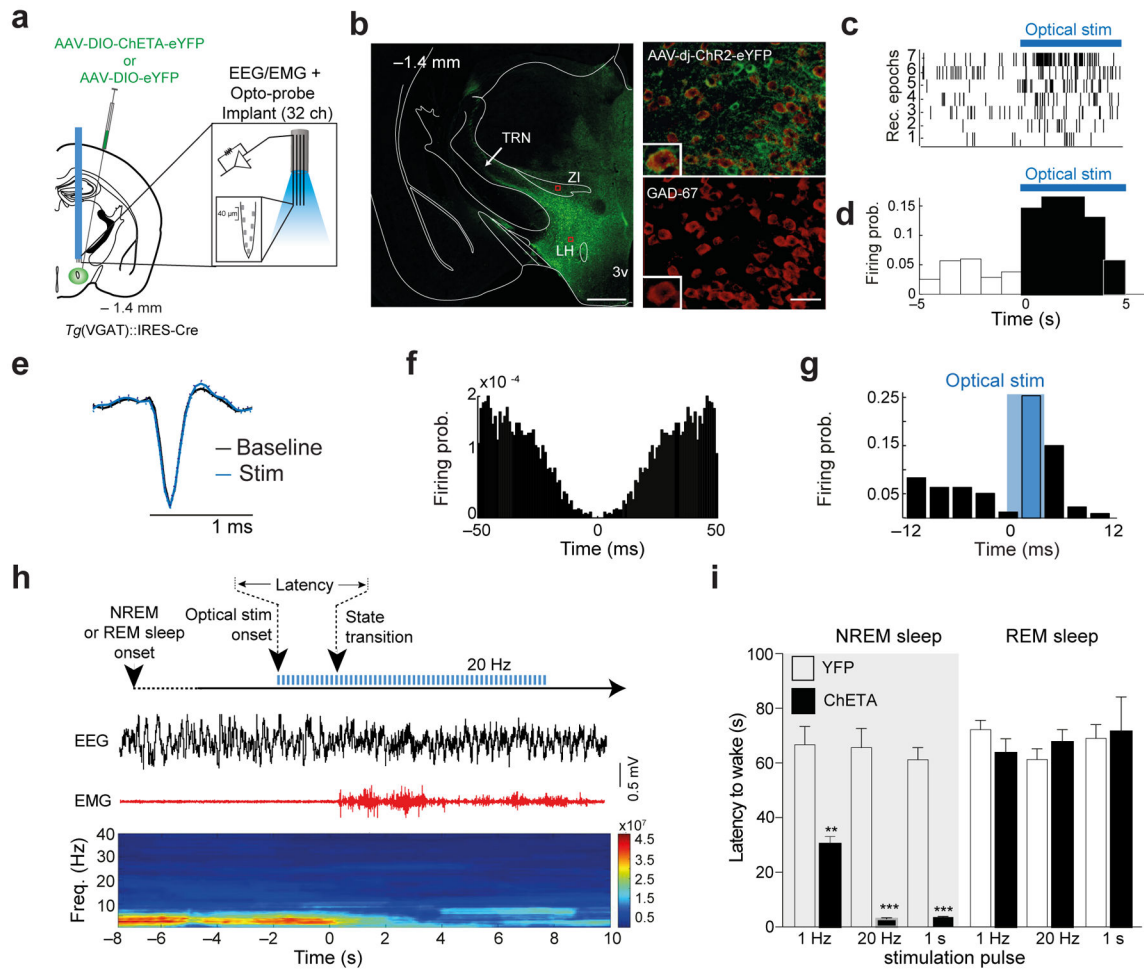 a
AAV-DIO-ChETA-eYFP
or
AAV-DIO-eYFP
EEG/EMG +
Opto-probe
Implant (32 ch)
40 µm
– 1.4 mm
Tg(VGAT)::IRES-Cre
b
–1.4 mm
TRN
ZI
LH
3v
AAV-dj-ChR2-eYFP
GAD-67
c
Optical stim
Rec. epochs
7
6
5
4
3
2
1
d
Optical stim
Firing prob.
0.15
0.1
0.05
0
–5
0
5
Time (s)
e
Baseline
Stim
1 ms
f
x10 -4
Firing prob.
2
1
0
–50
0
50
Time (ms)
g
Optical stim
Firing prob.
0.25
0.15
0.05
–12
0
12
Time (ms)
h
Latency
NREM
or REM sleep
onset
Optical stim
onset
State
transition
20 Hz
EEG
0.5 mV
EMG
x10 7
Freq. (Hz)
40
30
20
10
4.5
3.5
2.5
1.5
0.5
–8 –6 –4 –2 0 2 4 6 8 10
Time (s)
i
NREM sleep REM sleep
YFP
ChETA
Latency to wake (s)
100
80
60
40
20
0
** *** ***
1 Hz 20 Hz 1 s 1 Hz 20 Hz 1 s
stimulation pulse